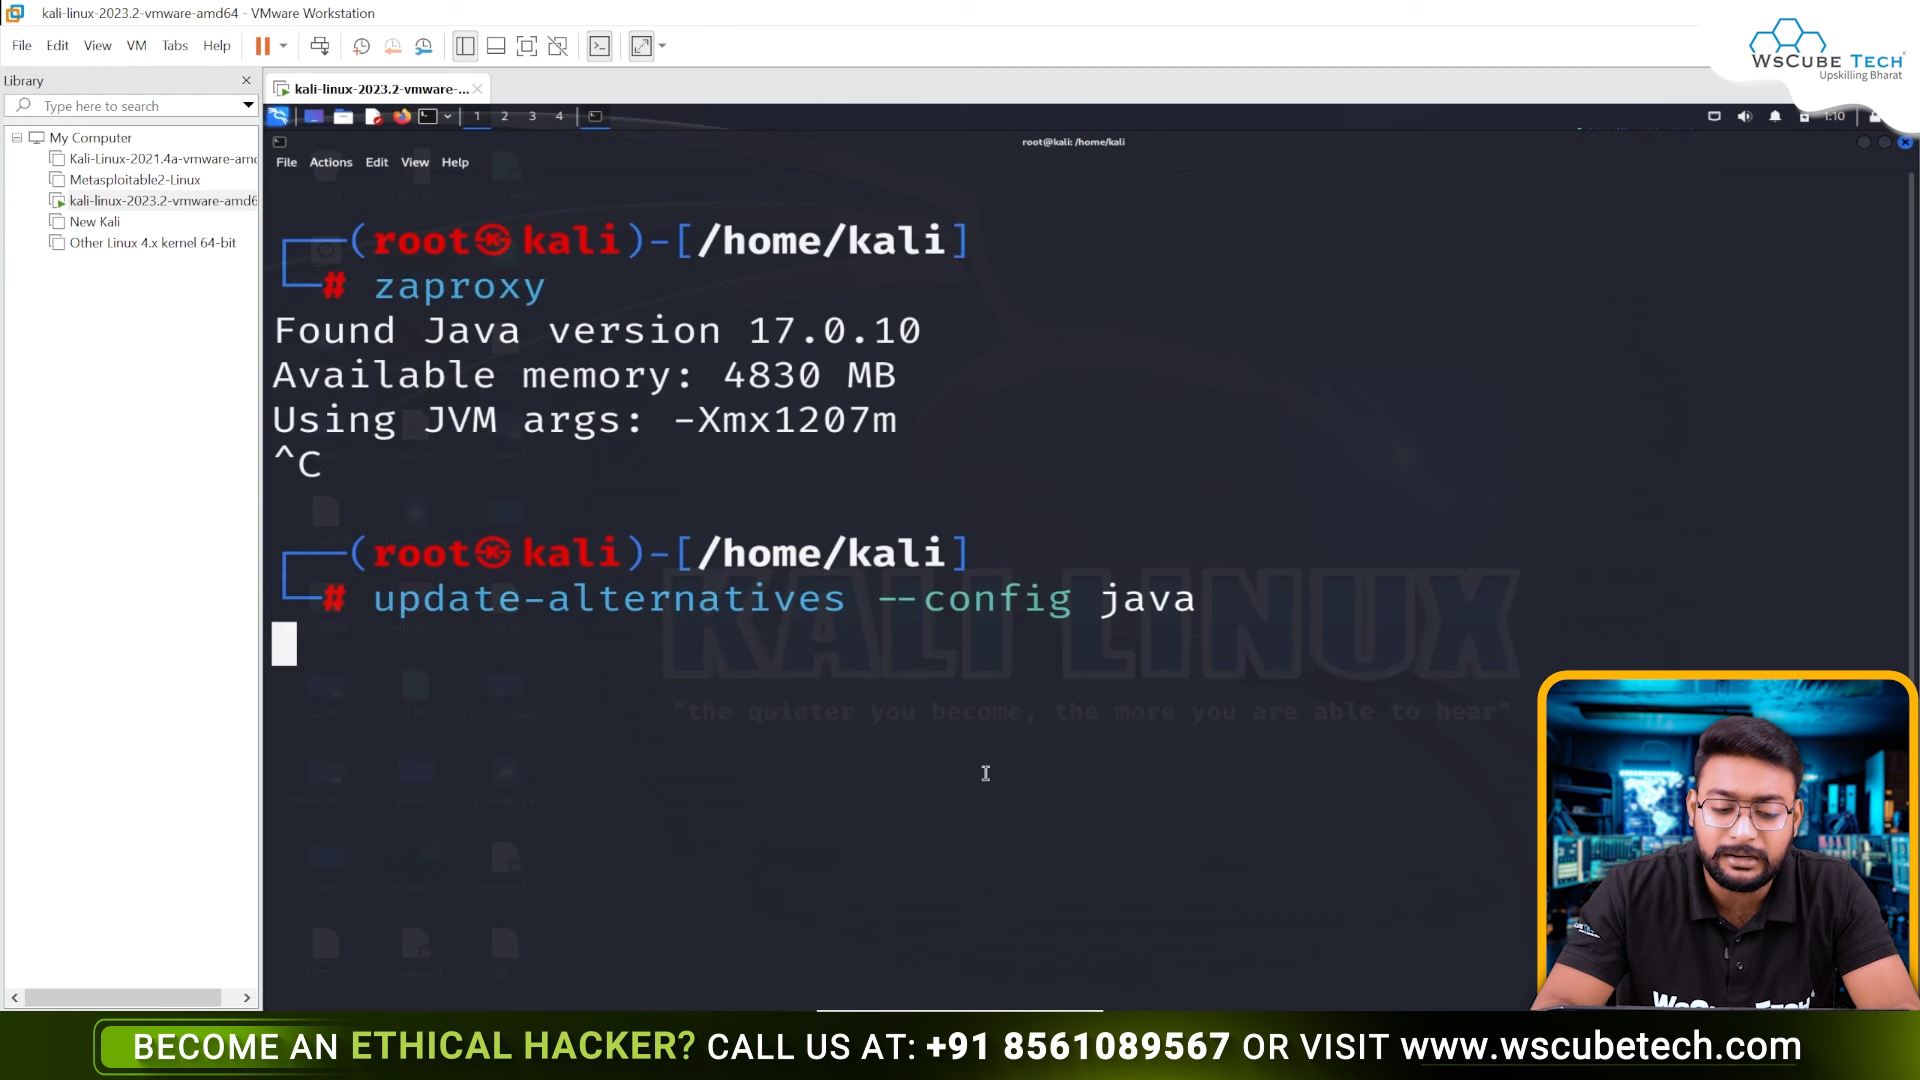 kali-linux-2023.2-vmware-amd64 - VMware Workstation
File Edit View VM Tabs Help
WsCube Tech
Upskilling Bharat
Library
kali-linux-2023.2-vmware-...
Type here to search
1 2 3 4
1:10
My Computer
root@kali: /home/kali
Kali-Linux-2021.4a-vmware-amd
File Actions Edit View Help
Metasploitable2-Linux
kali-linux-2023.2-vmware-amd6
New Kali
Other Linux 4.x kernel 64-bit
(root㉿kali)-[/home/kali]
# zaproxy
Found Java version 17.0.10
Available memory: 4830 MB
Using JVM args: -Xmx1207m
^C
(root㉿kali)-[/home/kali]
# update-alternatives --config java
KALI LINUX
"the quieter you become, the more you are able to hear"
WsCube Tech
BECOME AN ETHICAL HACKER? CALL US AT: +91 8561089567 OR VISIT www.wscubetech.com